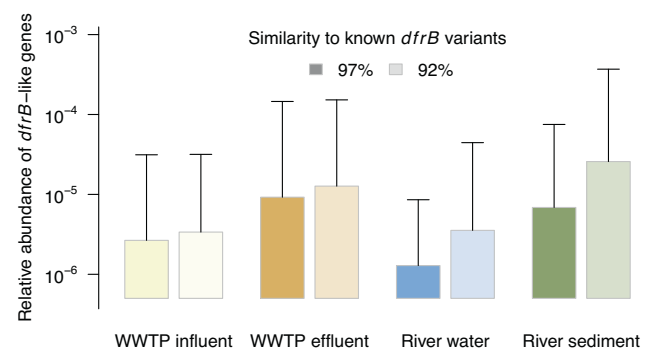 Similarity to known dfrB variants
97% 92%
Relative abundance of dfrB−like genes
10⁻³
10⁻⁴
10⁻⁵
10⁻⁶
WWTP influent WWTP effluent River water River sediment